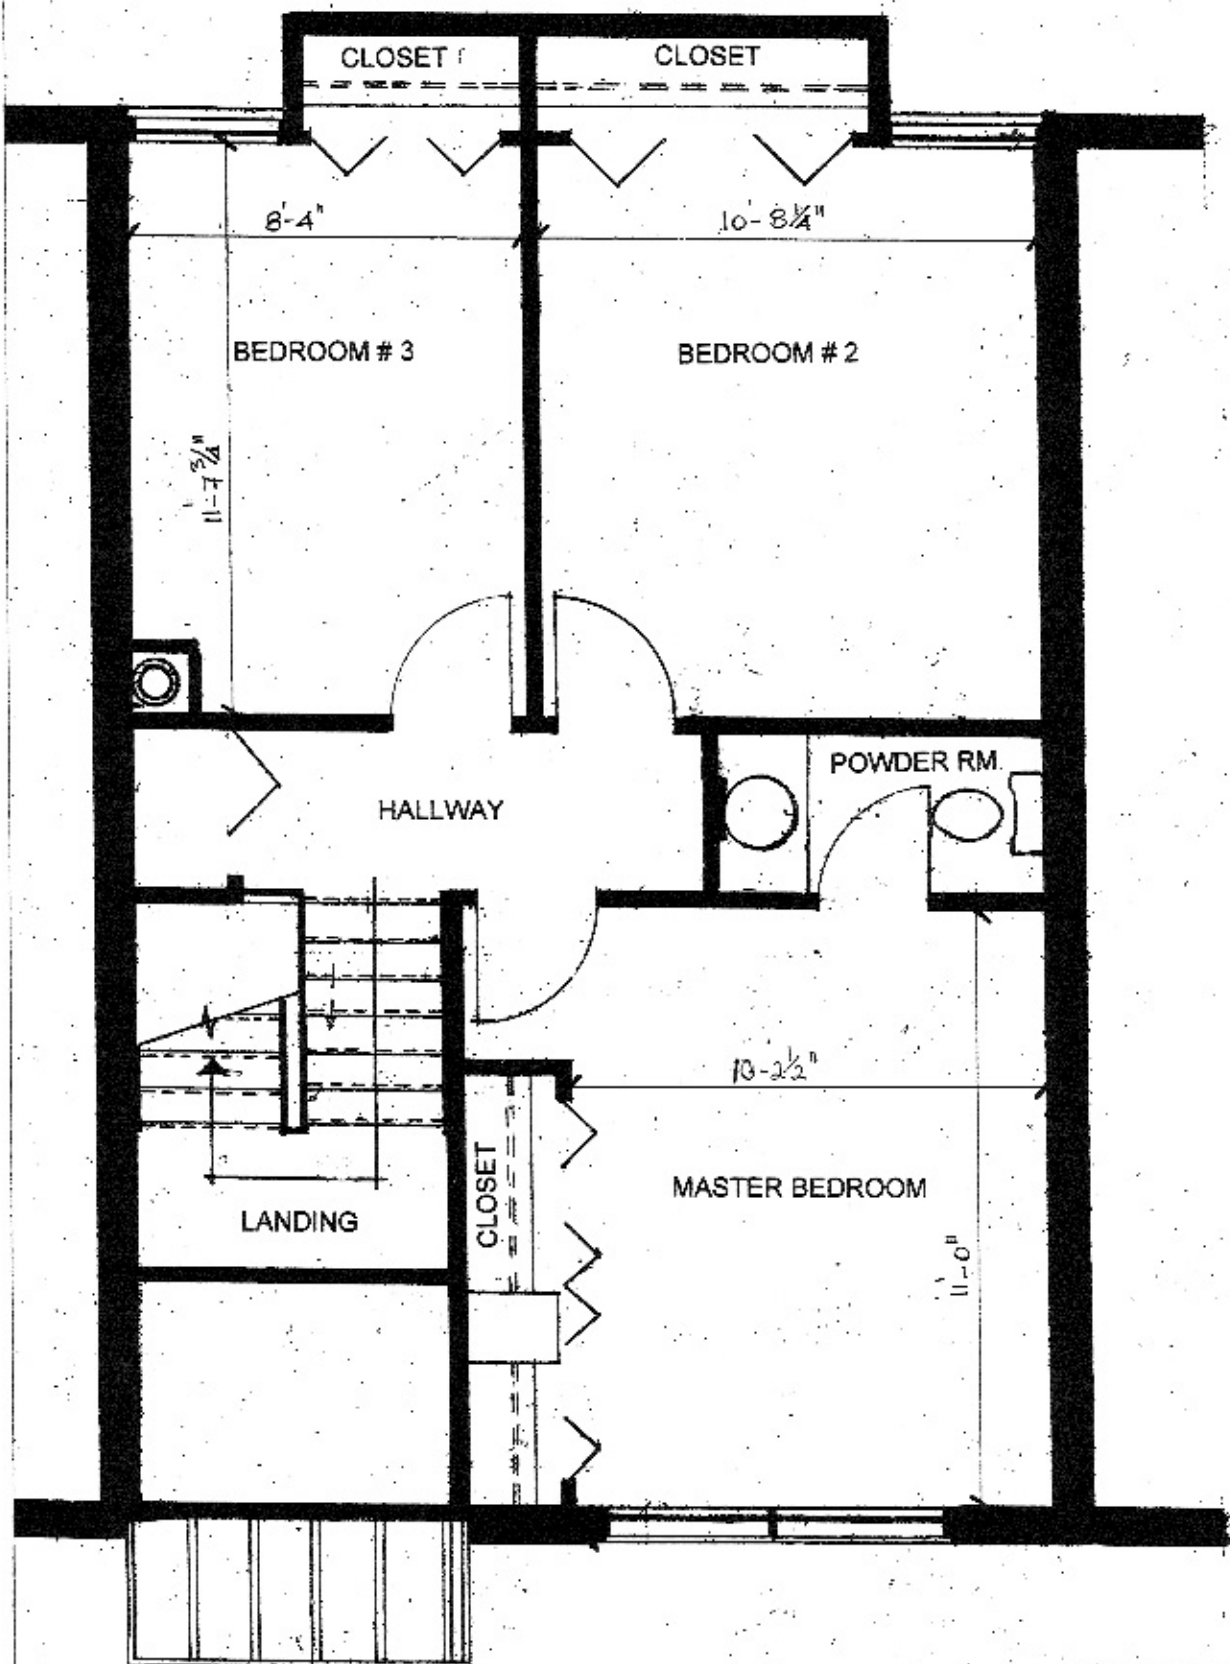 CLOSET
CLOSET
8'-4"
10'-8¼"
BEDROOM # 3
BEDROOM # 2
11'-7¾"
POWDER RM.
HALLWAY
10'-2½"
CLOSET
MASTER BEDROOM
LANDING
11'-0"